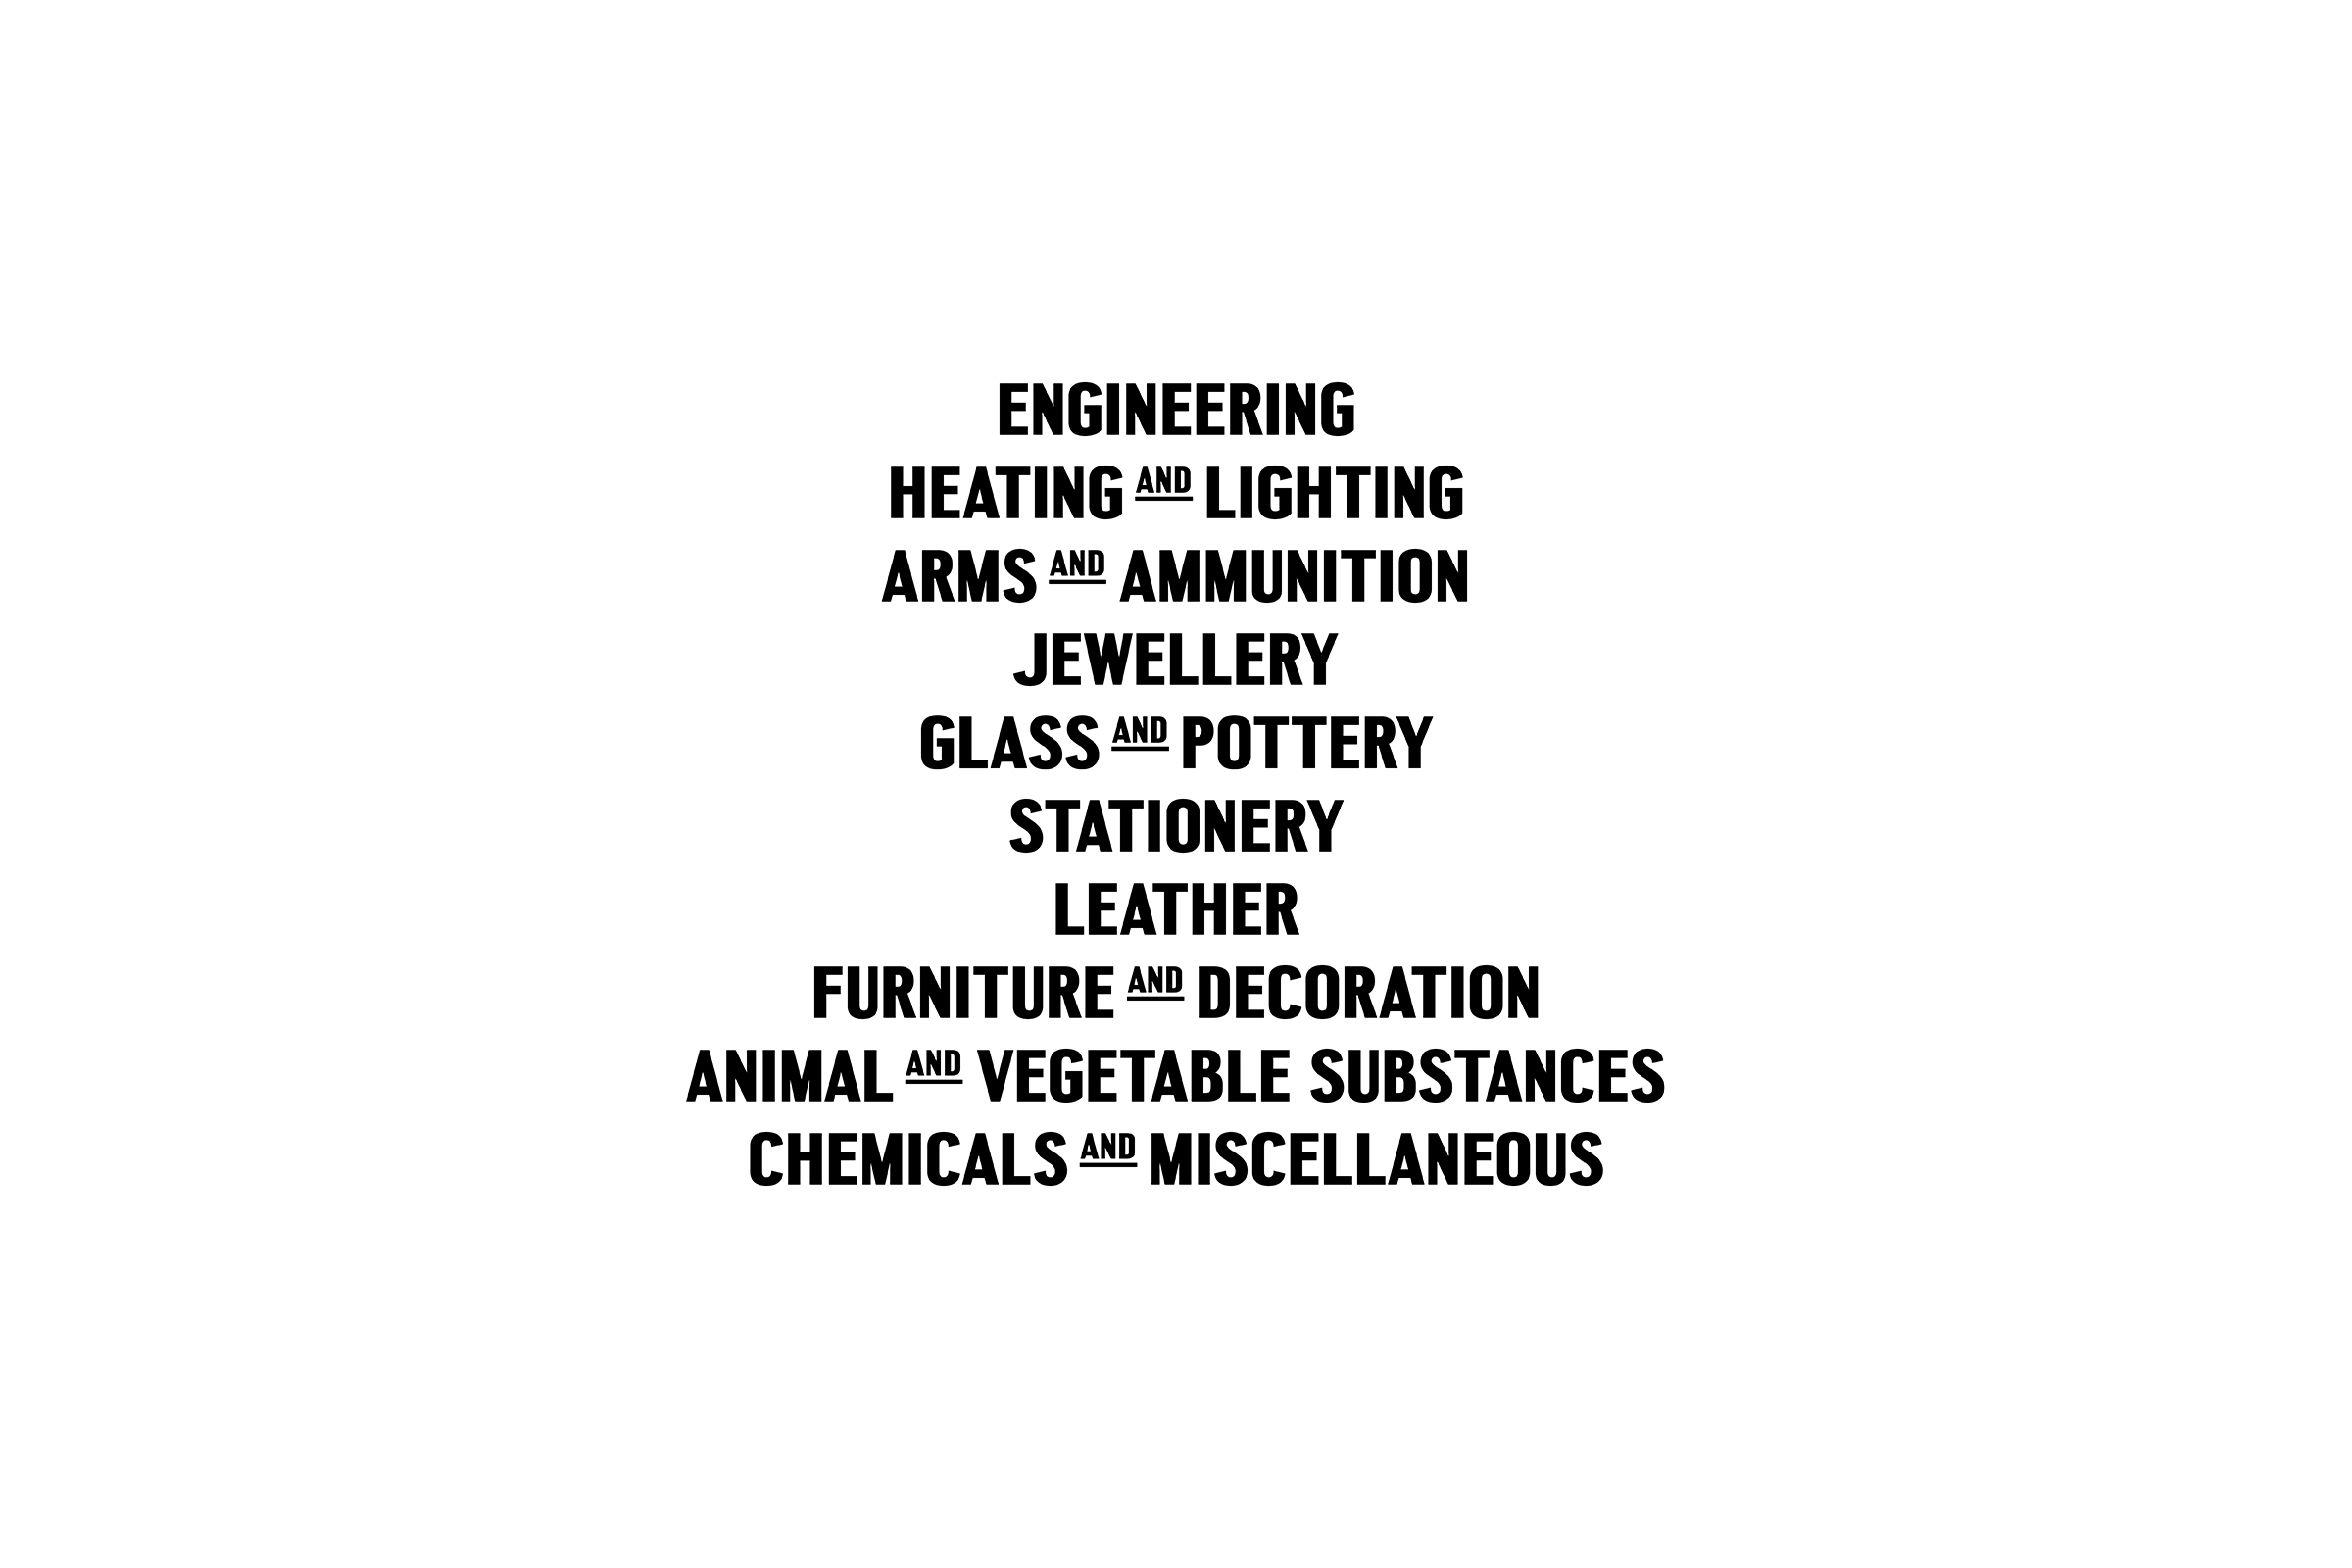 ENGINEERING
HEATING AND LIGHTING
ARMS AND AMMUNITION
JEWELLERY
GLASS AND POTTERY
STATIONERY
LEATHER
FURNITURE AND DECORATION
ANIMAL AND VEGETABLE SUBSTANCES
CHEMICALS AND MISCELLANEOUS